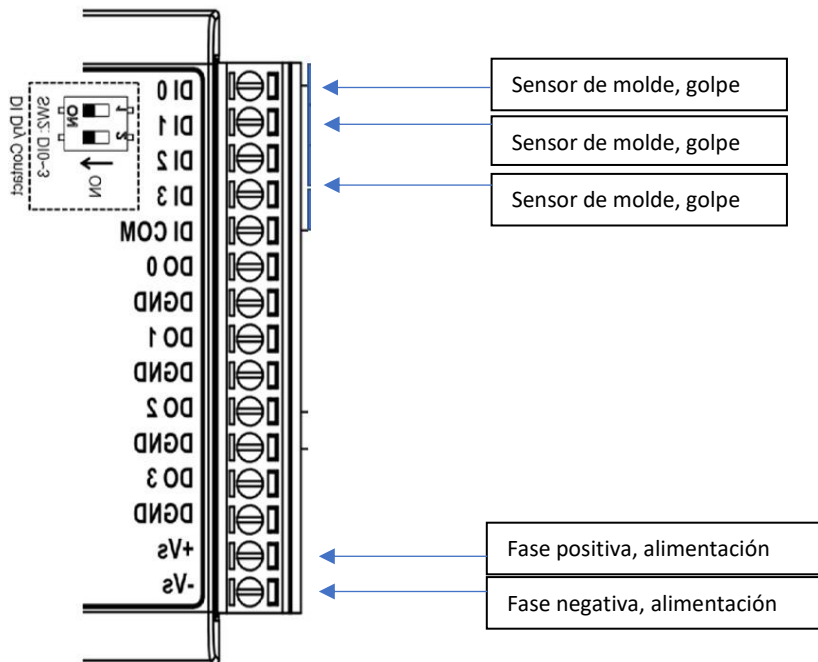 DI Dry Contact
SW2: DI0~3
ON
1
2
ON
DI 0
DI 1
DI 2
DI 3
DI COM
DO 0
DGND
DO 1
DGND
DO 2
DGND
DO 3
DGND
+Vs
-Vs
Sensor de molde, golpe
Sensor de molde, golpe
Sensor de molde, golpe
Fase positiva, alimentación
Fase negativa, alimentación